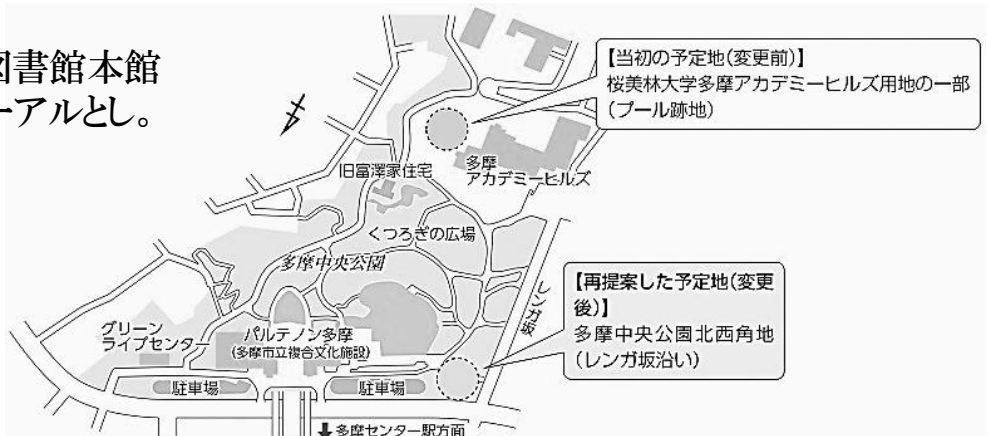 図書館本館
ーアルとし。
【当初の予定地(変更前)】
桜美林大学多摩アカデミーヒルズ用地の一部
(プール跡地)
旧富澤家住宅
多摩
アカデミーヒルズ
くつろぎの広場
多摩中央公園
レンガ坂
【再提案した予定地(変更
後)】
多摩中央公園北西角地
(レンガ坂沿い)
グリーン
ライブセンター
パルテノン多摩
(多摩市立複合文化施設)
駐車場
駐車場
⬇多摩センター駅方面